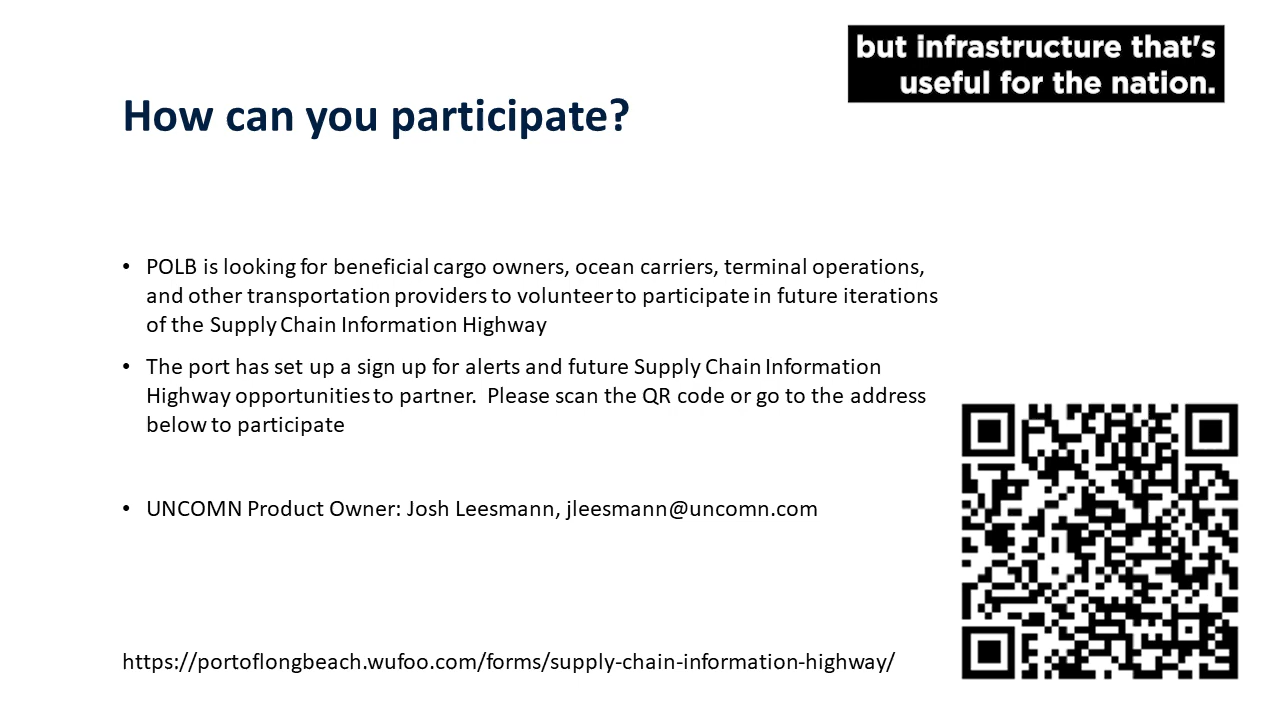 but infrastructure that's
useful for the nation.
How can you participate?
• POLB is looking for beneficial cargo owners, ocean carriers, terminal operations,
and other transportation providers to volunteer to participate in future iterations
of the Supply Chain Information Highway
• The port has set up a sign up for alerts and future Supply Chain Information
Highway opportunities to partner.  Please scan the QR code or go to the address
below to participate
• UNCOMN Product Owner: Josh Leesmann, jleesmann@uncomn.com
https://portoflongbeach.wufoo.com/forms/supply-chain-information-highway/